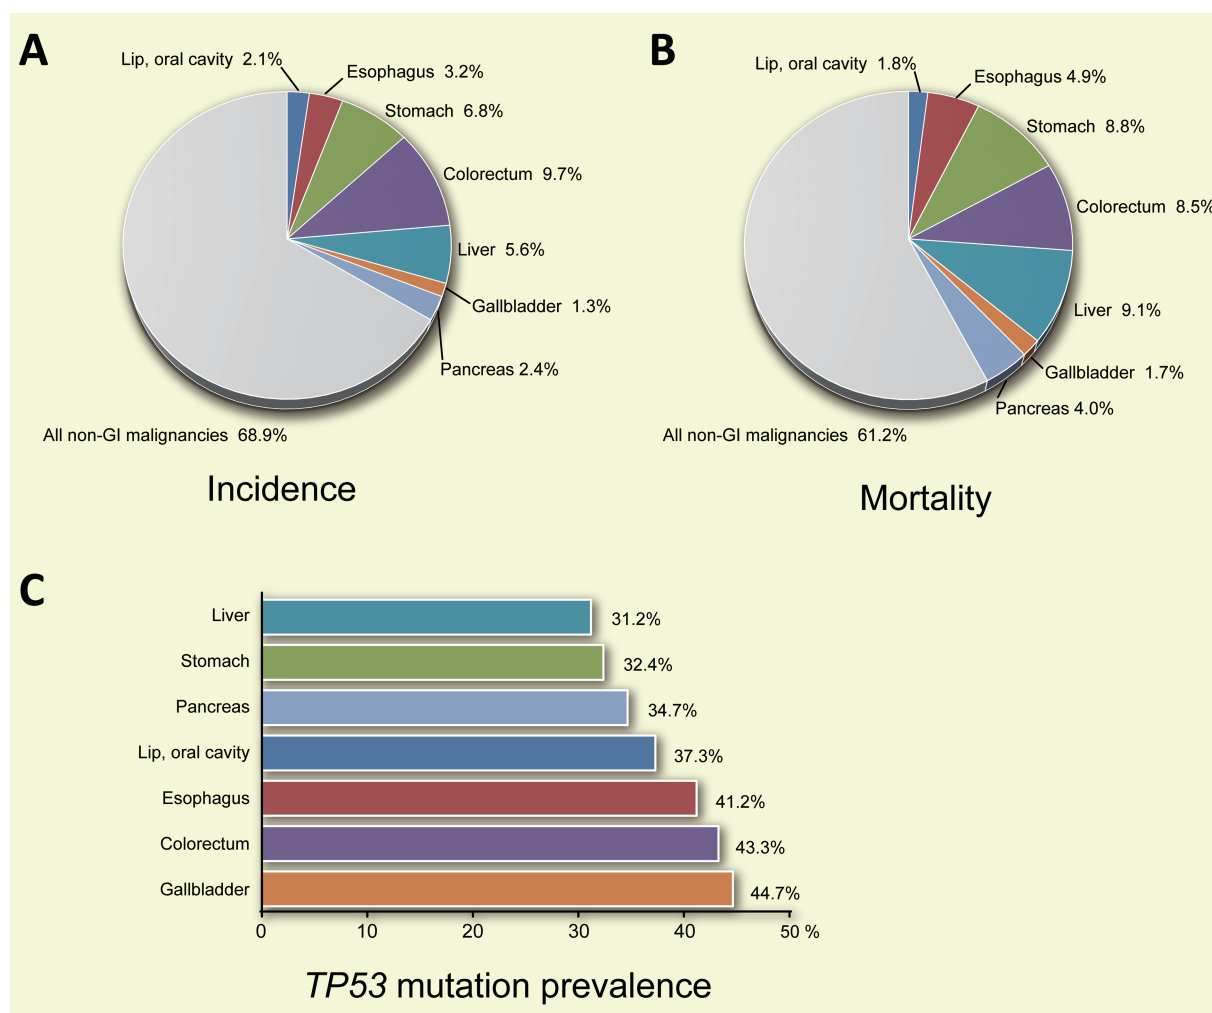 A
Lip, oral cavity 2.1%
Esophagus 3.2%
Stomach 6.8%
Colorectum 9.7%
Liver 5.6%
Gallbladder 1.3%
Pancreas 2.4%
All non-GI malignancies 68.9%
Incidence
B
Lip, oral cavity 1.8%
Esophagus 4.9%
Stomach 8.8%
Colorectum 8.5%
Liver 9.1%
Gallbladder 1.7%
Pancreas 4.0%
All non-GI malignancies 61.2%
Mortality
C
Liver 31.2%
Stomach 32.4%
Pancreas 34.7%
Lip, oral cavity 37.3%
Esophagus 41.2%
Colorectum 43.3%
Gallbladder 44.7%
0 10 20 30 40 50 %
TP53 mutation prevalence